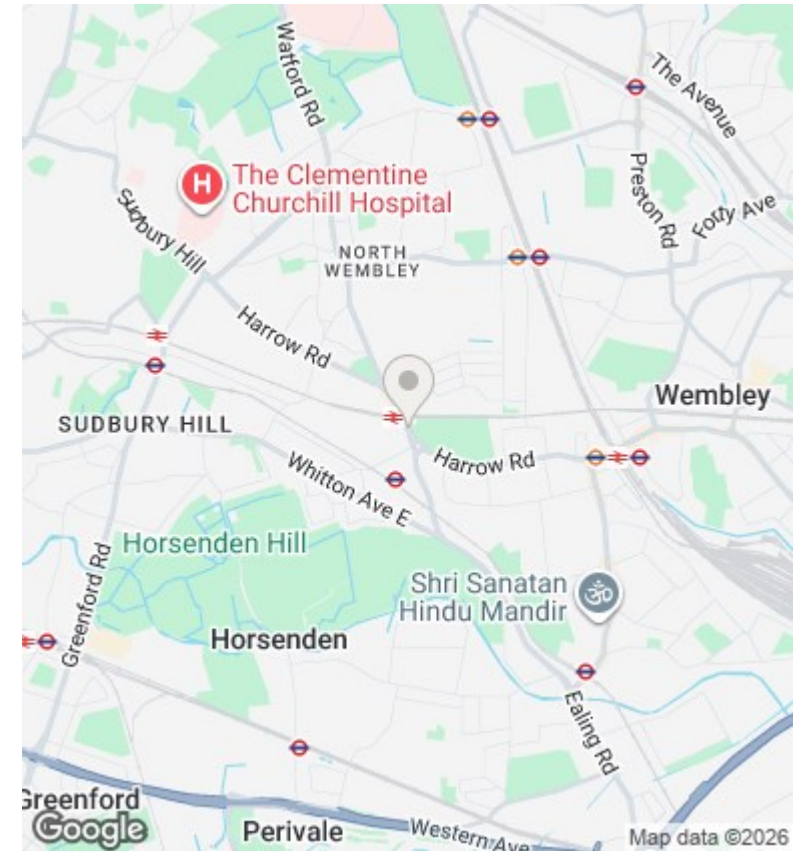 Watford Rd
The Avenue
H
The Clementine
Churchill Hospital
Preston Rd
Forty Ave
Sudbury Hill
NORTH
WEMBLEY
Harrow Rd
Wembley
SUDBURY HILL
Harrow Rd
Whitton Ave E
Horsenden Hill
Shri Sanatan
Hindu Mandir
ॐ
Greenford Rd
Horsenden
Ealing Rd
Greenford
Google
Perivale
Western Ave
Map data ©2026